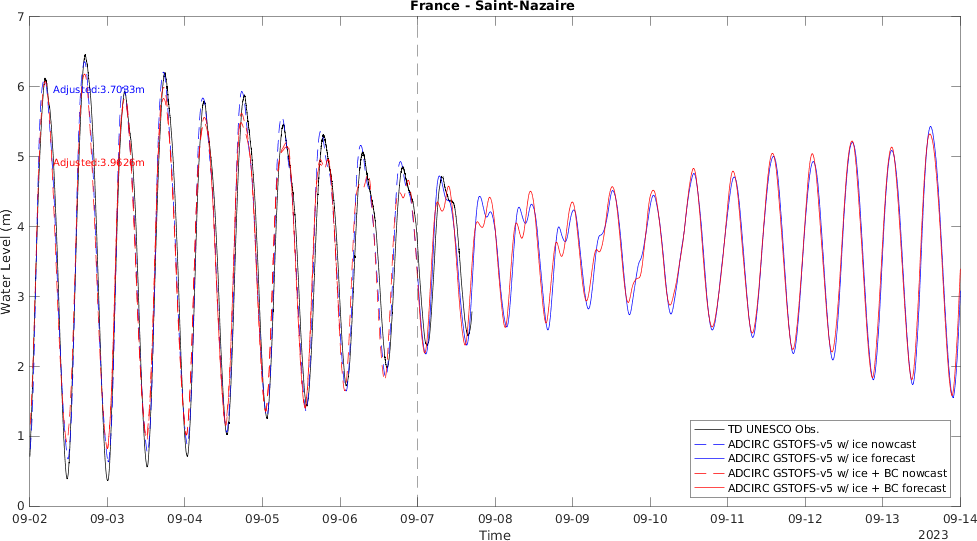 France - Saint-Nazaire
7
6
5
4
3
2
1
0
Water Level (m)
Adjusted:3.7033m
Adjusted:3.9626m
TD UNESCO Obs.
ADCIRC GSTOFS-v5 w/ ice nowcast
ADCIRC GSTOFS-v5 w/ ice forecast
ADCIRC GSTOFS-v5 w/ ice + BC nowcast
ADCIRC GSTOFS-v5 w/ ice + BC forecast
09-02 09-03 09-04 09-05 09-06 09-07 09-08 09-09 09-10 09-11 09-12 09-13 09-14
Time
2023